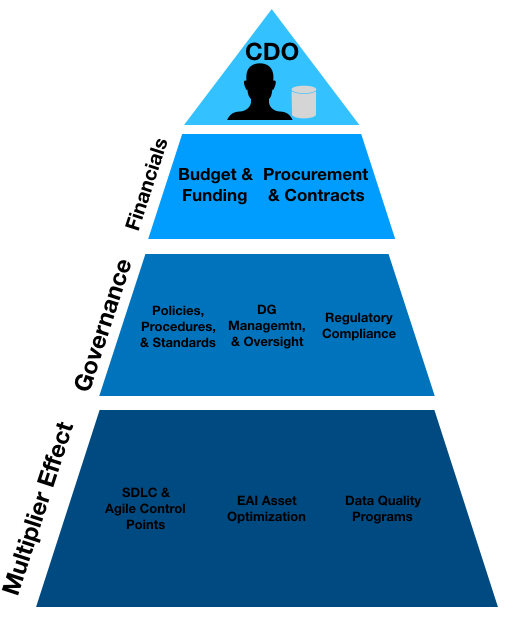 CDO
Financials
Budget & Funding
Procurement & Contracts
Governance
Policies,
Procedures,
& Standards
DG
Managemtn,
& Oversight
Regulatory
Compliance
Multiplier Effect
SDLC &
Agile Control
Points
EAI Asset
Optimization
Data Quality
Programs